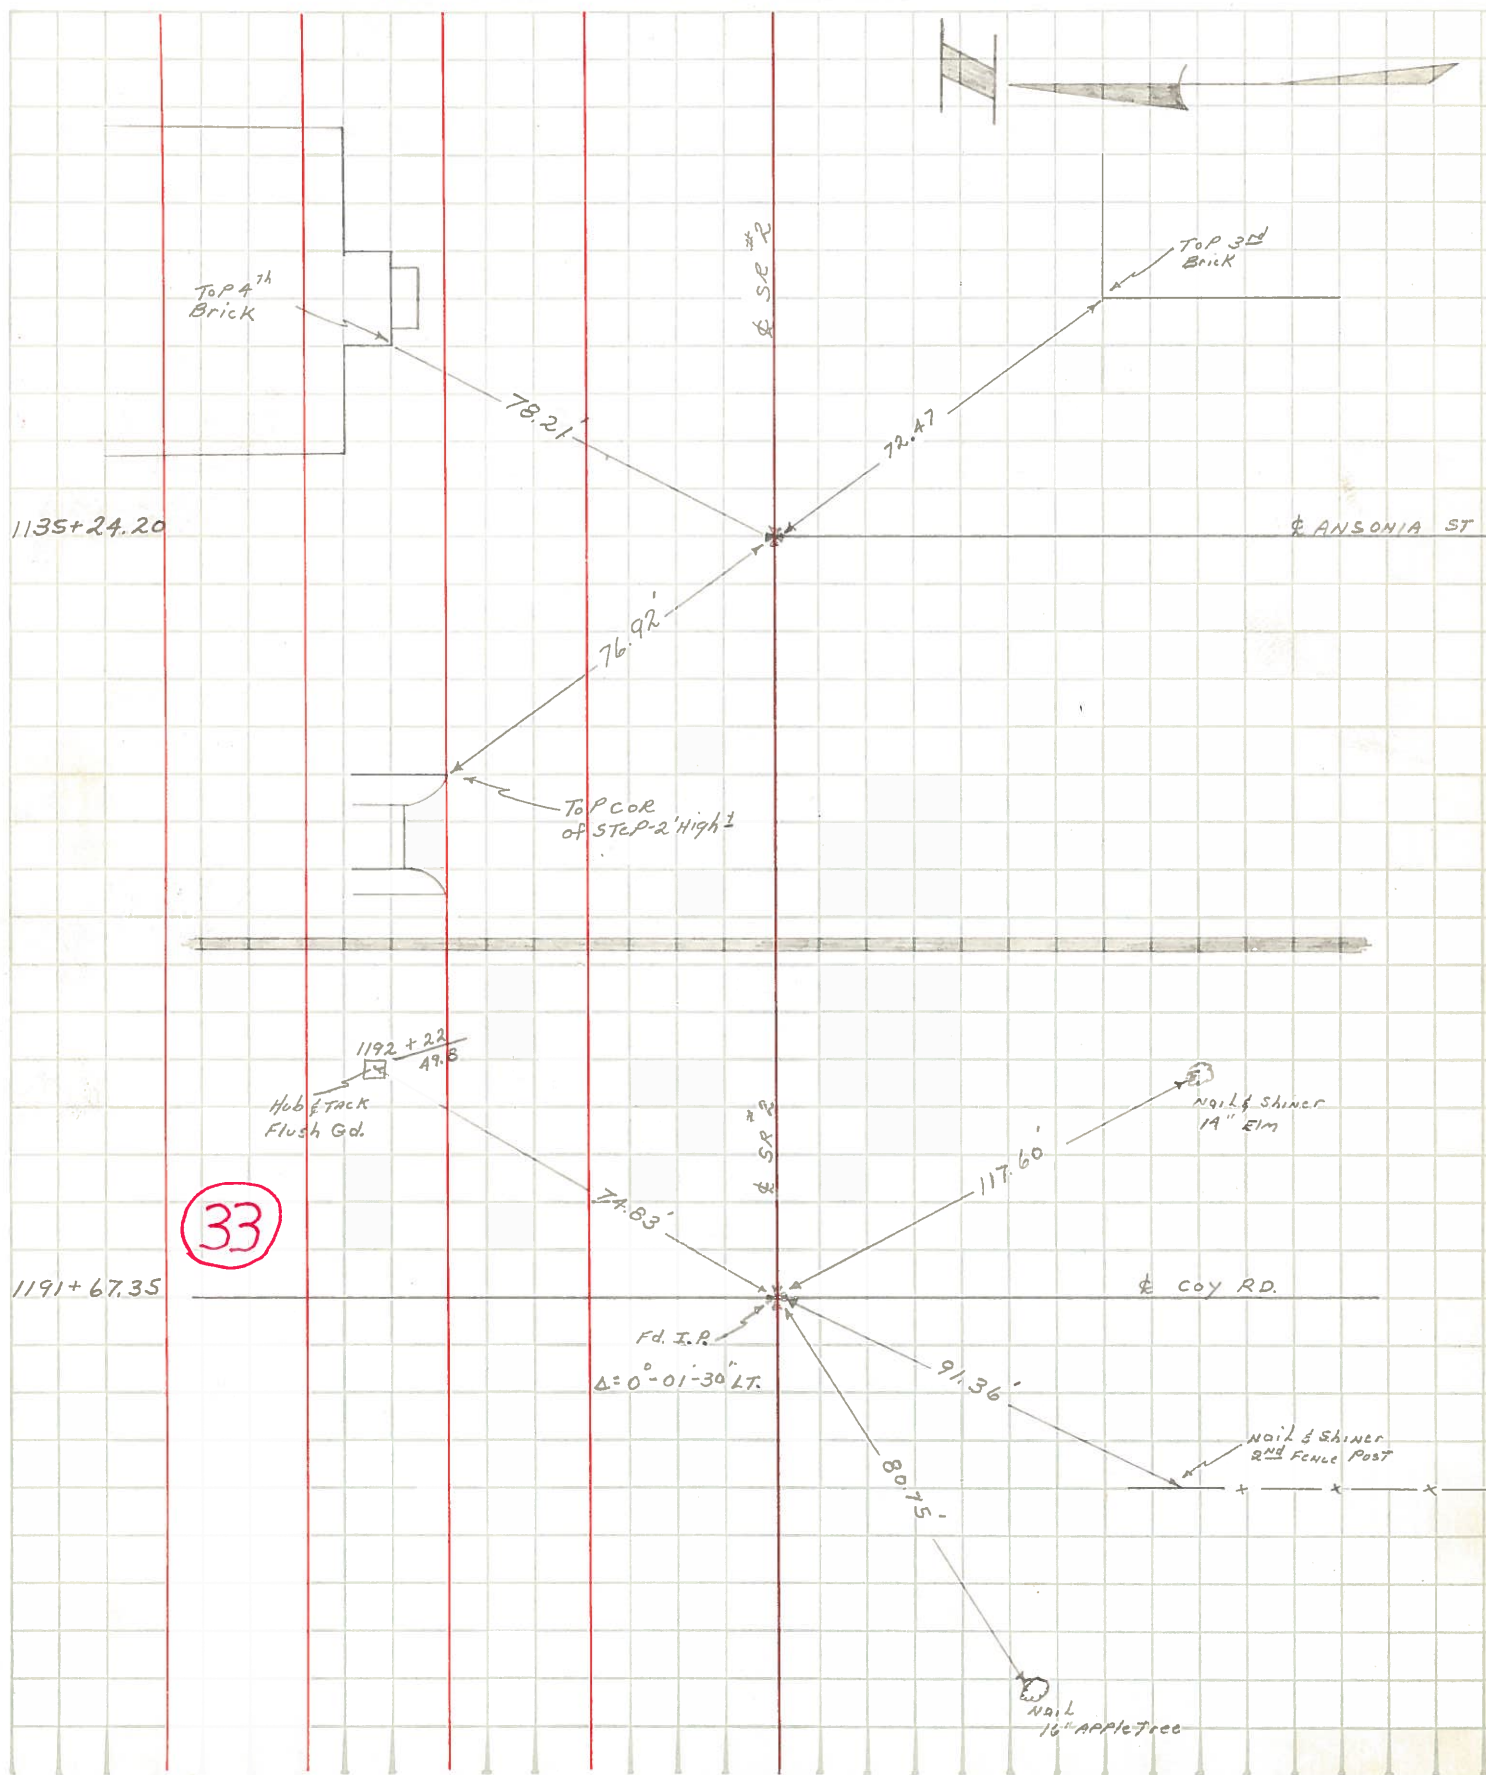 N
℄ SR #2
TOP 3rd
Brick
TOP 4th
Brick
78.21'
72.47
1135+24.20
℄ ANSONIA ST
76.92'
TOP COR
of STEP-2' High ±
1192 + 22
49.8
Hub & TACK
Flush Gd.
℄ SR #2
Nail & Shiner
14" Elm
117.60'
74.83'
33
1191+67.35
℄ COY RD.
Fd. I.P.
Δ=0°-01'-30" LT.
91.36'
Nail & Shiner
2ND Fence Post
80.75'
Nail
16" Apple Tree